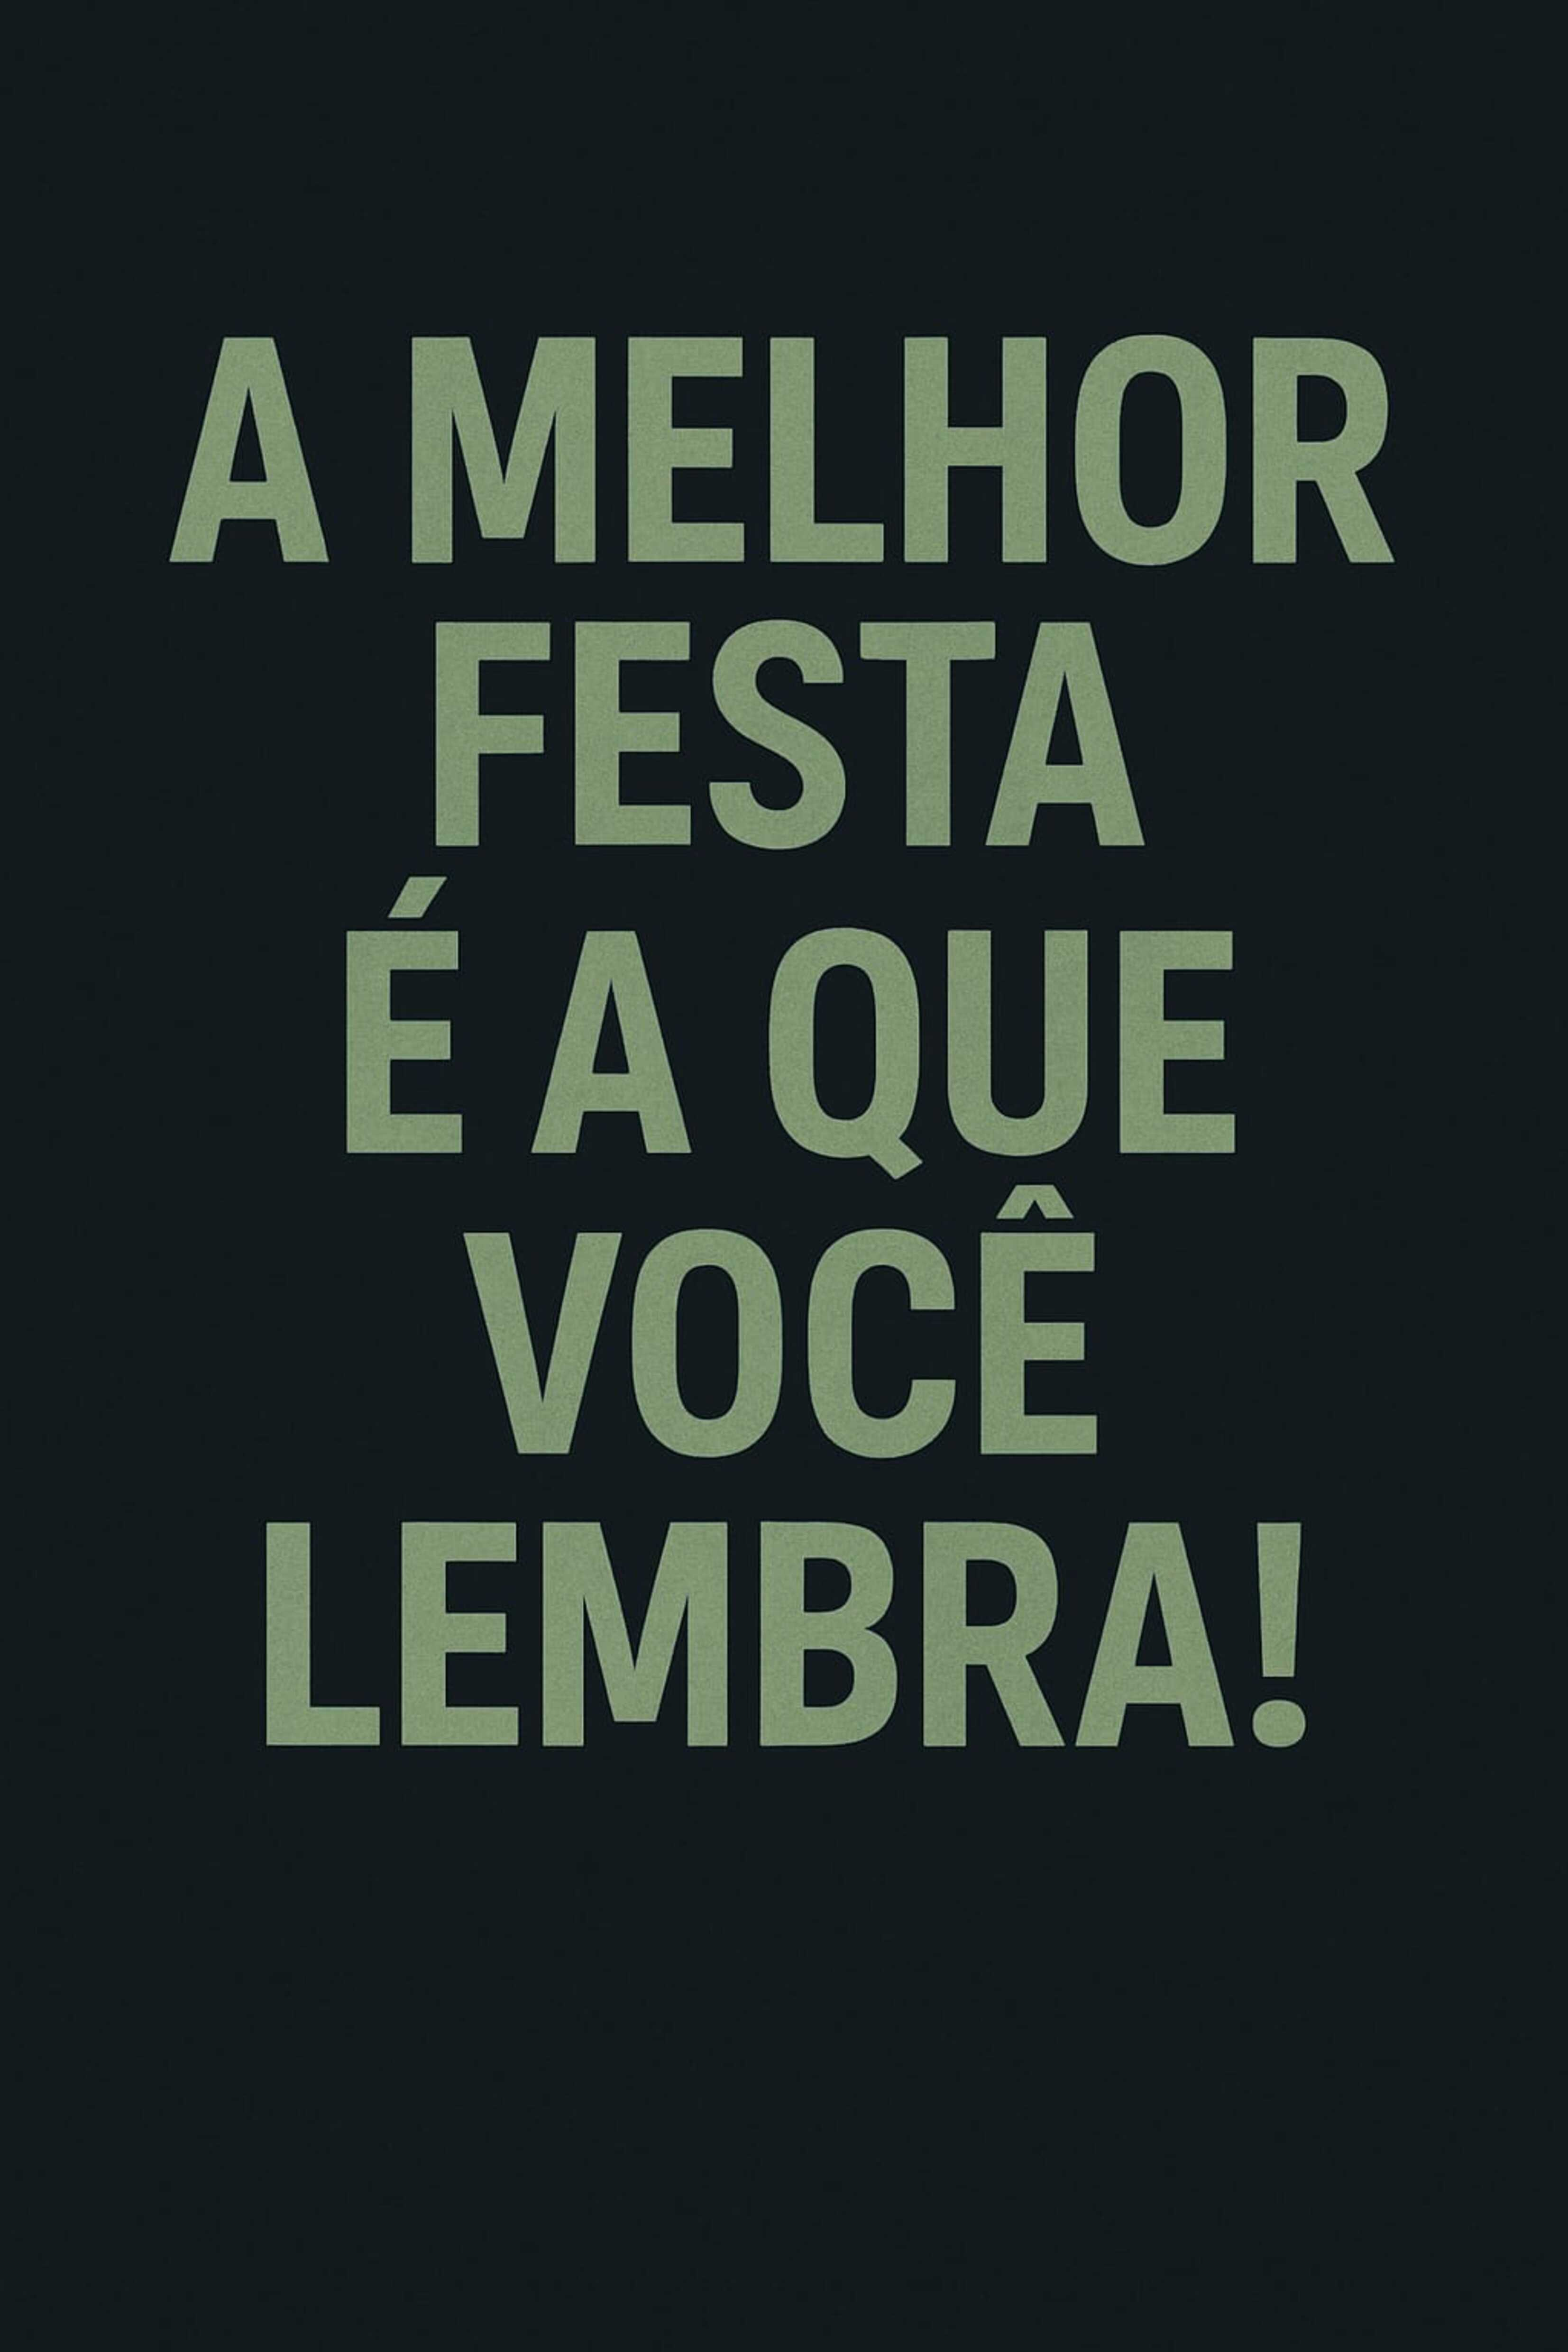 A MELHOR
FESTA
É A QUE
VOCÊ
LEMBRA!